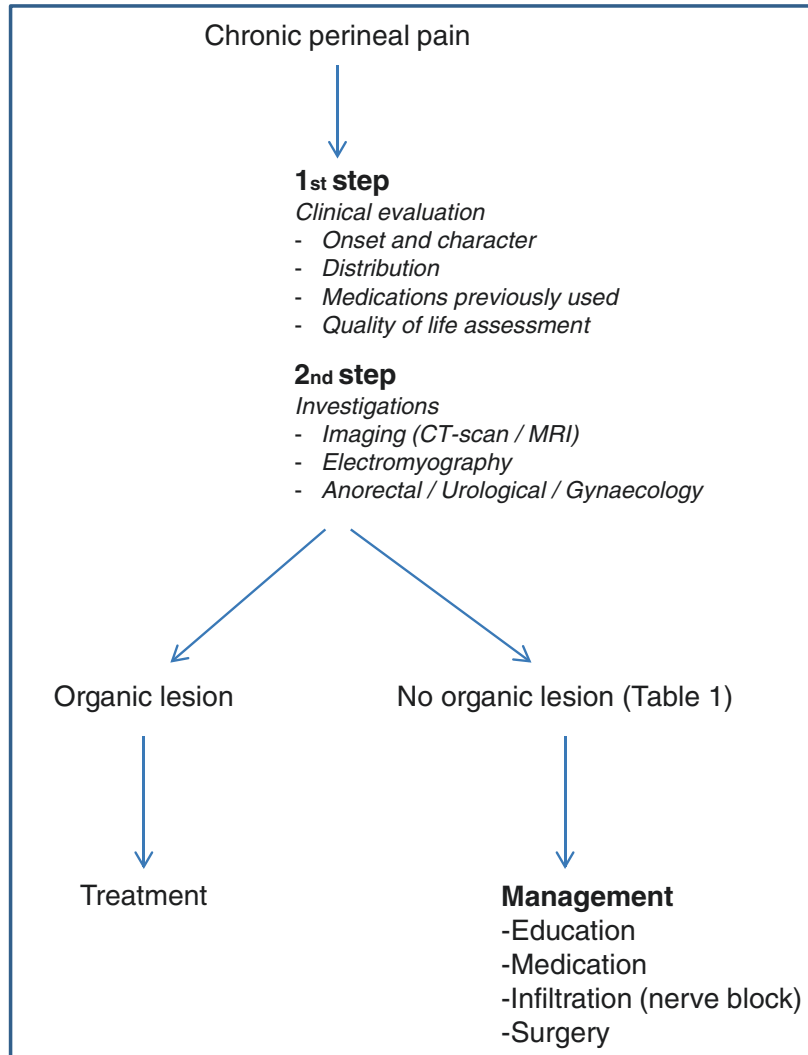 Chronic perineal pain
1st step
Clinical evaluation
- Onset and character
- Distribution
- Medications previously used
- Quality of life assessment
2nd step
Investigations
- Imaging (CT-scan / MRI)
- Electromyography
- Anorectal / Urological / Gynaecology
Organic lesion
No organic lesion (Table 1)
Treatment
Management
-Education
-Medication
-Infiltration (nerve block)
-Surgery